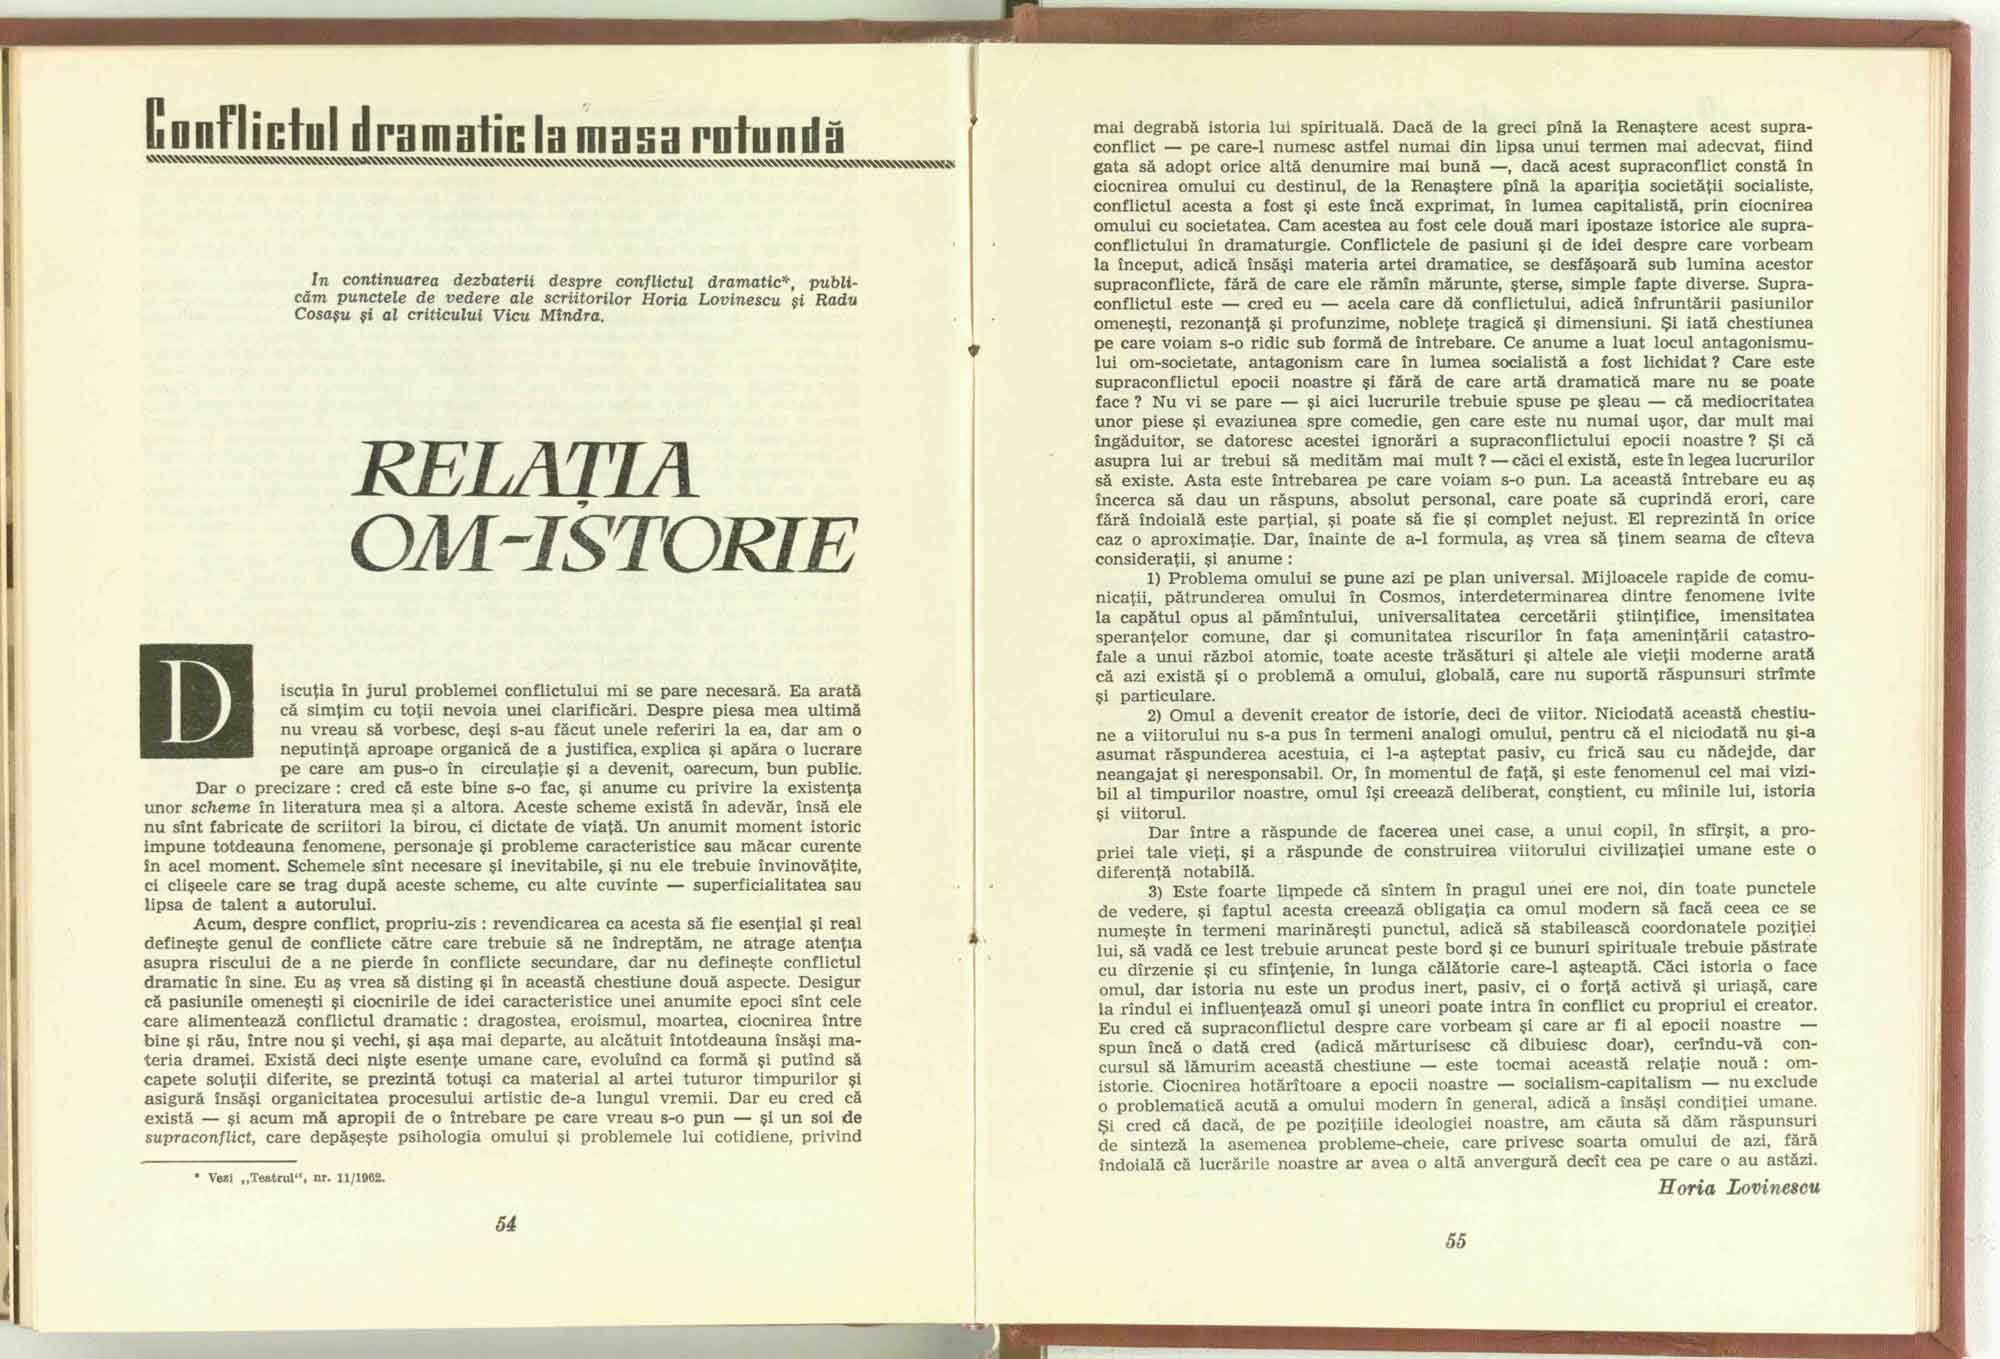 Conflictul dramatic la masa rotundă
In continuarea dezbaterii despre conflictul dramatic*, publi-
căm punctele de vedere ale scriitorilor Horia Lovinescu și Radu
Cosașu și al criticului Vicu Mîndra.
RELAȚIA
OM-ISTORIE
Discuția în jurul problemei conflictului mi se pare necesară. Ea arată
că simțim cu toții nevoia unei clarificări. Despre piesa mea ultimă
nu vreau să vorbesc, deși s-au făcut unele referiri la ea, dar am o
neputință aproape organică de a justifica, explica și apăra o lucrare
pe care am pus-o în circulație și a devenit, oarecum, bun public.
Dar o precizare : cred că este bine s-o fac, și anume cu privire la existența
unor scheme în literatura mea și a altora. Aceste scheme există în adevăr, însă ele
nu sînt fabricate de scriitori la birou, ci dictate de viață. Un anumit moment istoric
impune totdeauna fenomene, personaje și probleme caracteristice sau măcar curente
în acel moment. Schemele sînt necesare și inevitabile, și nu ele trebuie învinovățite,
ci clișeele care se trag după aceste scheme, cu alte cuvinte — superficialitatea sau
lipsa de talent a autorului.
Acum, despre conflict, propriu-zis : revendicarea ca acesta să fie esențial și real
definește genul de conflicte către care trebuie să ne îndreptăm, ne atrage atenția
asupra riscului de a ne pierde în conflicte secundare, dar nu definește conflictul
dramatic în sine. Eu aș vrea să disting și în această chestiune două aspecte. Desigur
că pasiunile omenești și ciocnirile de idei caracteristice unei anumite epoci sînt cele
care alimentează conflictul dramatic : dragostea, eroismul, moartea, ciocnirea între
bine și rău, între nou și vechi, și așa mai departe, au alcătuit întotdeauna însăși ma-
teria dramei. Există deci niște esențe umane care, evoluînd ca formă și putînd să
capete soluții diferite, se prezintă totuși ca material al artei tuturor timpurilor și
asigură însăși organicitatea procesului artistic de-a lungul vremii. Dar eu cred că
există — și acum mă apropii de o întrebare pe care vreau s-o pun — și un soi de
supraconflict, care depășește psihologia omului și problemele lui cotidiene, privind
* Vezi „Teatrul“, nr. 11/1962.
54
mai degrabă istoria lui spirituală. Dacă de la greci pînă la Renaștere acest supra-
conflict — pe care-l numesc astfel numai din lipsa unui termen mai adecvat, fiind
gata să adopt orice altă denumire mai bună —, dacă acest supraconflict constă în
ciocnirea omului cu destinul, de la Renaștere pînă la apariția societății socialiste,
conflictul acesta a fost și este încă exprimat, în lumea capitalistă, prin ciocnirea
omului cu societatea. Cam acestea au fost cele două mari ipostaze istorice ale supra-
conflictului în dramaturgie. Conflictele de pasiuni și de idei despre care vorbeam
la început, adică însăși materia artei dramatice, se desfășoară sub lumina acestor
supraconflicte, fără de care ele rămîn mărunte, șterse, simple fapte diverse. Supra-
conflictul este — cred eu — acela care dă conflictului, adică înfruntării pasiunilor
omenești, rezonanță și profunzime, noblețe tragică și dimensiuni. Și iată chestiunea
pe care voiam s-o ridic sub formă de întrebare. Ce anume a luat locul antagonismu-
lui om-societate, antagonism care în lumea socialistă a fost lichidat ? Care este
supraconflictul epocii noastre și fără de care artă dramatică mare nu se poate
face ? Nu vi se pare — și aici lucrurile trebuie spuse pe șleau — că mediocritatea
unor piese și evaziunea spre comedie, gen care este nu numai ușor, dar mult mai
îngăduitor, se datoresc acestei ignorări a supraconflictului epocii noastre ? Și că
asupra lui ar trebui să medităm mai mult ? — căci el există, este în legea lucrurilor
să existe. Asta este întrebarea pe care voiam s-o pun. La această întrebare eu aș
încerca să dau un răspuns, absolut personal, care poate să cuprindă erori, care
fără îndoială este parțial, și poate să fie și complet nejust. El reprezintă în orice
caz o aproximație. Dar, înainte de a-l formula, aș vrea să ținem seama de cîteva
considerații, și anume :
1) Problema omului se pune azi pe plan universal. Mijloacele rapide de comu-
nicații, pătrunderea omului în Cosmos, interdeterminarea dintre fenomene ivite
la capătul opus al pămîntului, universalitatea cercetării științifice, imensitatea
speranțelor comune, dar și comunitatea riscurilor în fața amenințării catastro-
fale a unui război atomic, toate aceste trăsături și altele ale vieții moderne arată
că azi există și o problemă a omului, globală, care nu suportă răspunsuri strîmte
și particulare.
2) Omul a devenit creator de istorie, deci de viitor. Niciodată această chestiu-
ne a viitorului nu s-a pus în termeni analogi omului, pentru că el niciodată nu și-a
asumat răspunderea acestuia, ci l-a așteptat pasiv, cu frică sau cu nădejde, dar
neangajat și neresponsabil. Or, în momentul de față, și este fenomenul cel mai vizi-
bil al timpurilor noastre, omul își creează deliberat, conștient, cu mîinile lui, istoria
și viitorul.
Dar între a răspunde de facerea unei case, a unui copil, în sfîrșit, a pro-
priei tale vieți, și a răspunde de construirea viitorului civilizației umane este o
diferență notabilă.
3) Este foarte limpede că sîntem în pragul unei ere noi, din toate punctele
de vedere, și faptul acesta creează obligația ca omul modern să facă ceea ce se
numește în termeni marinărești punctul, adică să stabilească coordonatele poziției
lui, să vadă ce lest trebuie aruncat peste bord și ce bunuri spirituale trebuie păstrate
cu dîrzenie și cu sfințenie, în lunga călătorie care-l așteaptă. Căci istoria o face
omul, dar istoria nu este un produs inert, pasiv, ci o forță activă și uriașă, care
la rîndul ei influențează omul și uneori poate intra în conflict cu propriul ei creator.
Eu cred că supraconflictul despre care vorbeam și care ar fi al epocii noastre —
spun încă o dată cred (adică mărturisesc că dibuiesc doar), cerîndu-vă con-
cursul să lămurim această chestiune — este tocmai această relație nouă : om-
istorie. Ciocnirea hotărîtoare a epocii noastre — socialism-capitalism — nu exclude
o problematică acută a omului modern în general, adică a însăși condiției umane.
Și cred că dacă, de pe pozițiile ideologiei noastre, am căuta să dăm răspunsuri
de sinteză la asemenea probleme-cheie, care privesc soarta omului de azi, fără
îndoială că lucrările noastre ar avea o altă anvergură decît cea pe care o au astăzi.
Horia Lovinescu
55